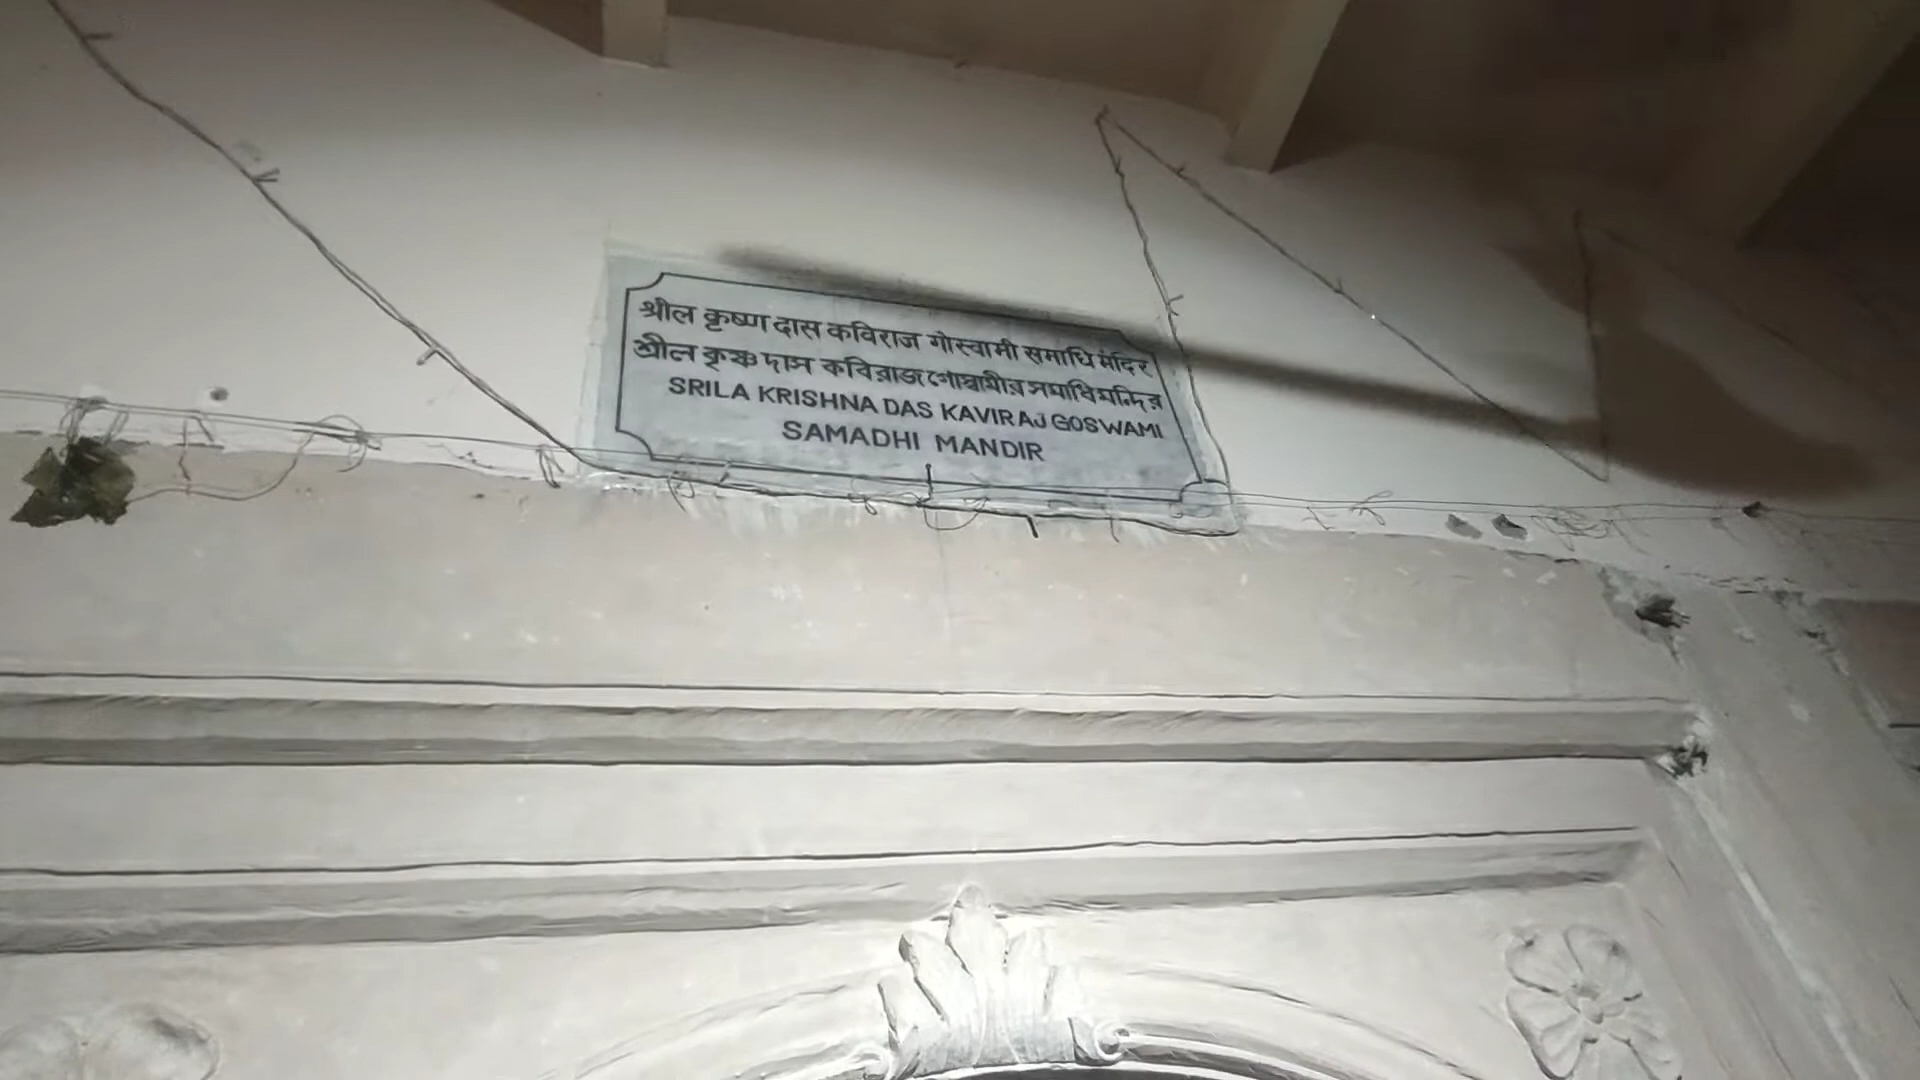 श्रील कृष्ण दास कविराज गोस्वामी समाधि मंदिर
শ্রীল কৃষ্ণ দাস কবিরাজ গোস্বামীর সমাধি মন্দির
SRILA KRISHNA DAS KAVIRAJ GOSWAMI
SAMADHI MANDIR